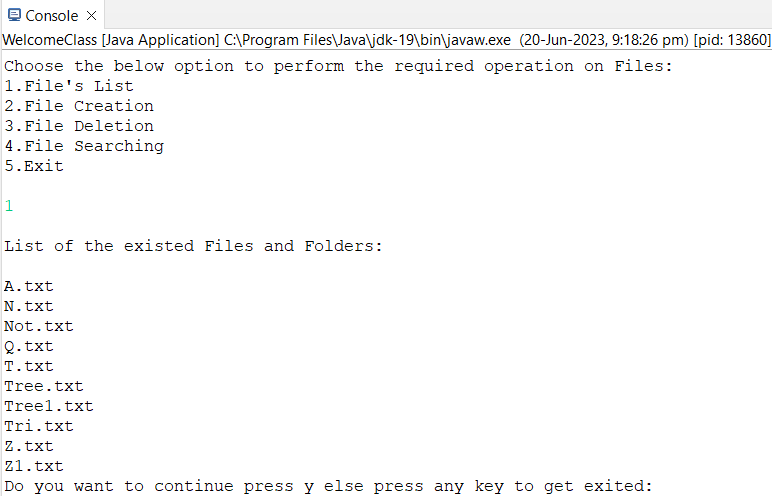 Console
WelcomeClass [Java Application] C:\Program Files\Java\jdk-19\bin\javaw.exe (20-Jun-2023, 9:18:26 pm) [pid: 13860]
Choose the below option to perform the required operation on Files:
1.File's List
2.File Creation
3.File Deletion
4.File Searching
5.Exit
1
List of the existed Files and Folders:
A.txt
N.txt
Not.txt
Q.txt
T.txt
Tree.txt
Tree1.txt
Tri.txt
Z.txt
Z1.txt
Do you want to continue press y else press any key to get exited: